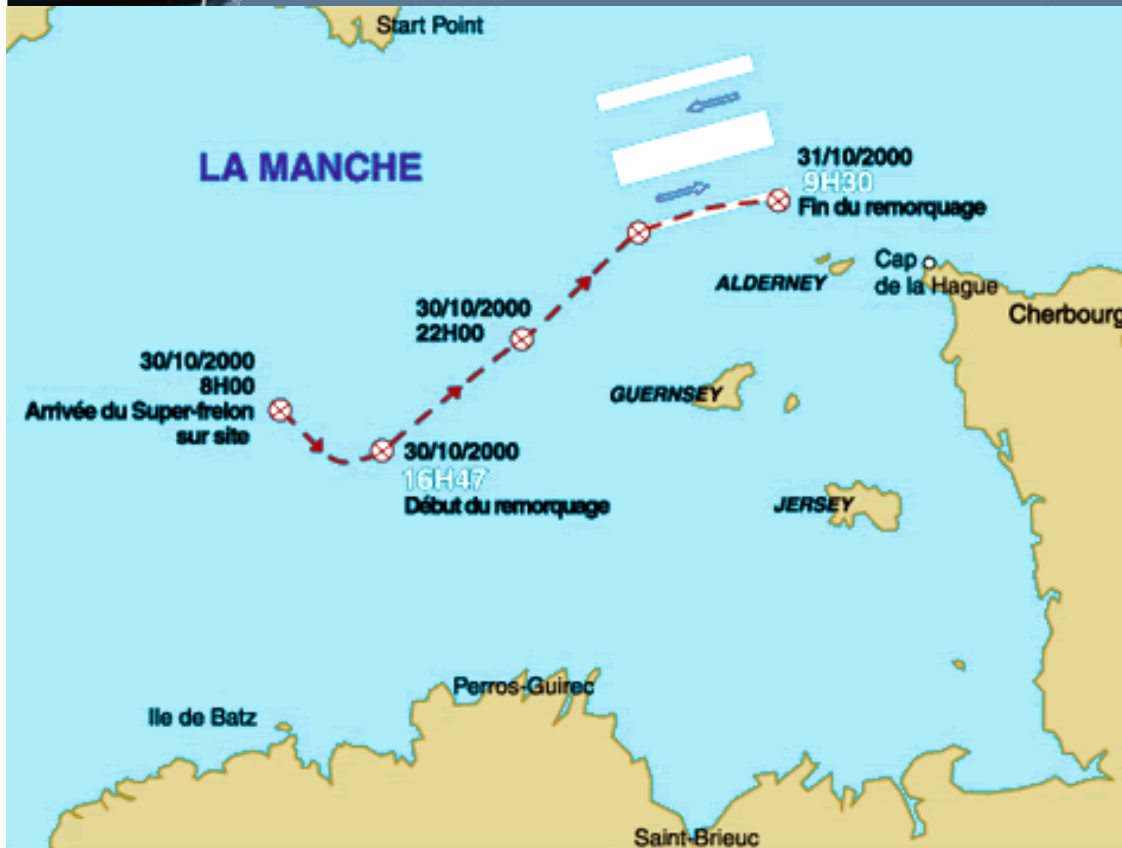 Start Point
LA MANCHE
31/10/2000
9H30
Fin du remorquage
Cap
de la Hague
ALDERNEY
Cherbourg
30/10/2000
22H00
30/10/2000
8H00
Arrivée du Super-frelon
sur site
GUERNSEY
30/10/2000
16H47
Début du remorquage
JERSEY
Perros-Guirec
Ile de Batz
Saint-Brieuc